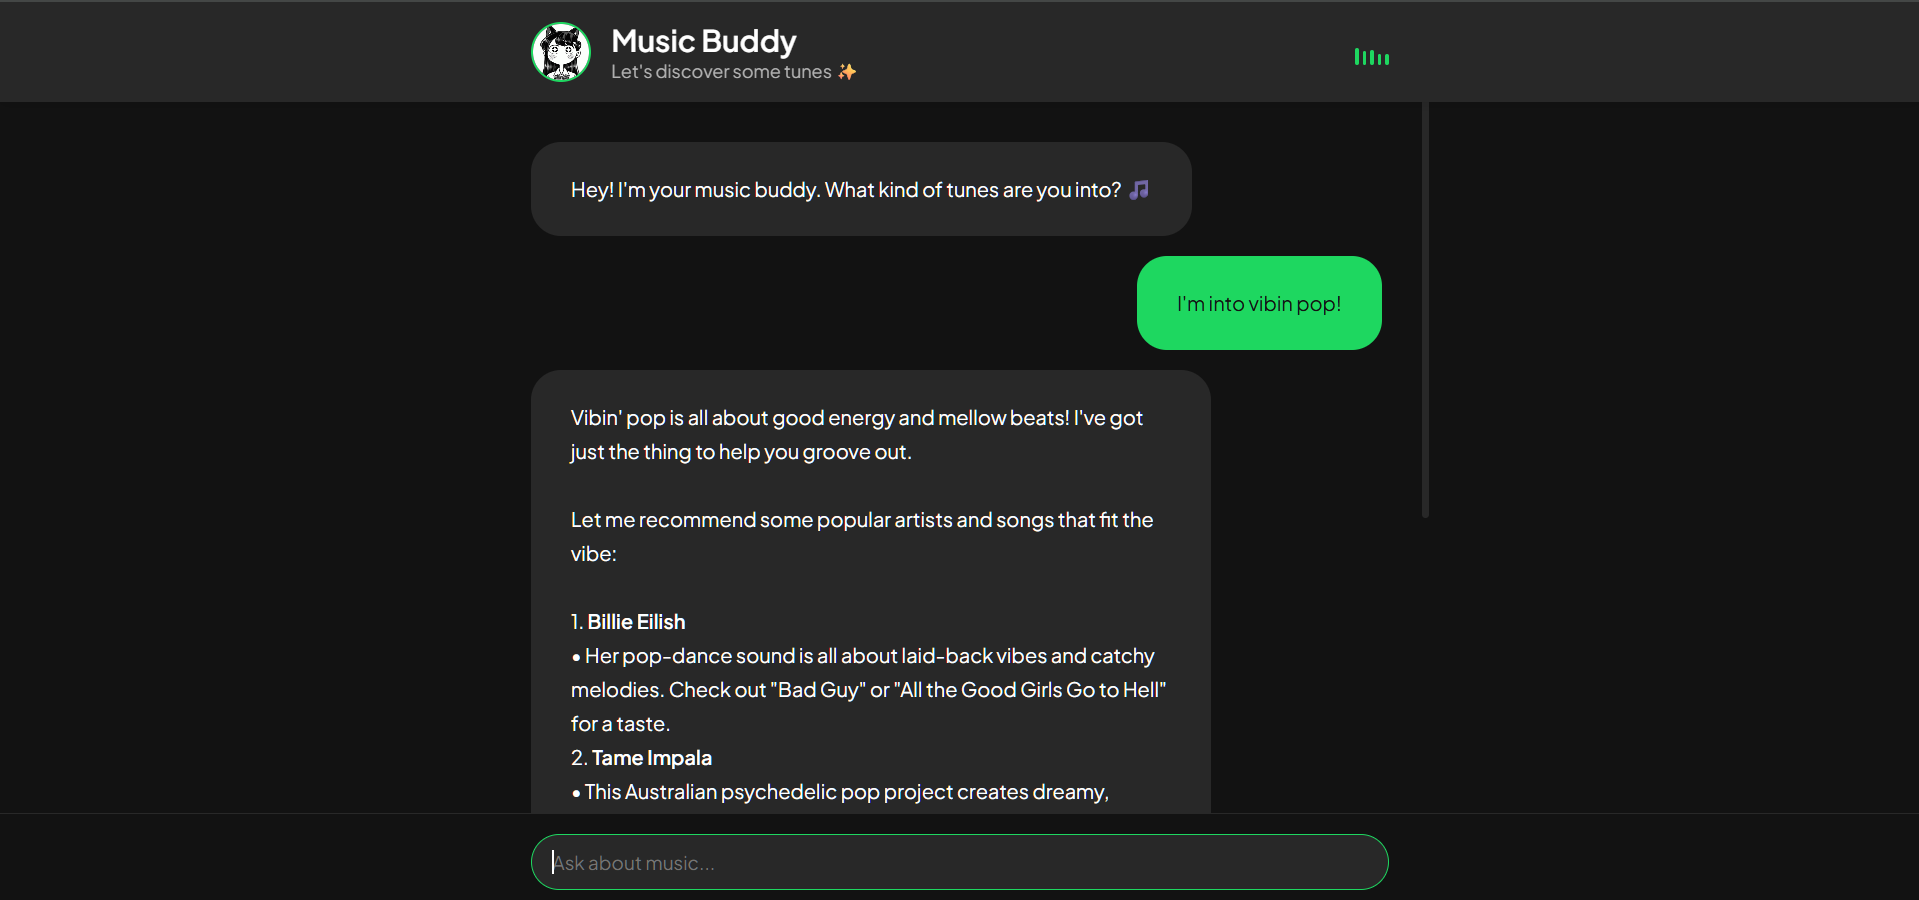 Music Buddy
Let's discover some tunes ✨
Hey! I'm your music buddy. What kind of tunes are you into? 🎵
I'm into vibin pop!
Vibin' pop is all about good energy and mellow beats! I've got
just the thing to help you groove out.
Let me recommend some popular artists and songs that fit the
vibe:
1. Billie Eilish
• Her pop-dance sound is all about laid-back vibes and catchy
melodies. Check out "Bad Guy" or "All the Good Girls Go to Hell"
for a taste.
2. Tame Impala
• This Australian psychedelic pop project creates dreamy,
Ask about music...